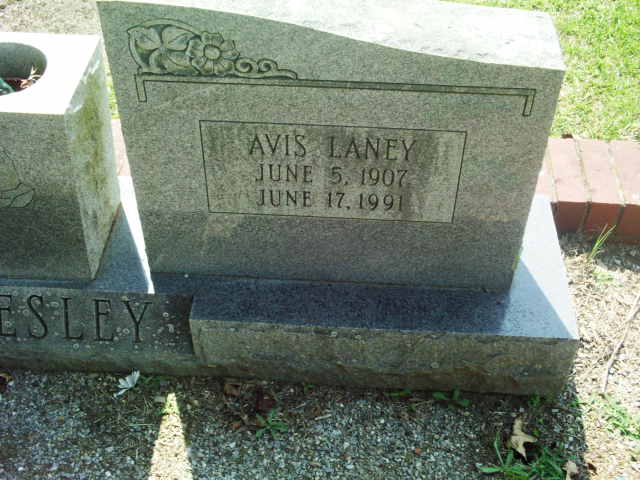 AVIS LANEY
JUNE 5, 1907
JUNE 17, 1991
ESLEY